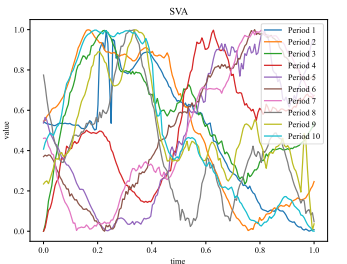 SVA
value
1.0
0.8
0.6
0.4
0.2
0.0
0.0
0.2
0.4
0.6
0.8
1.0
time
Period 1
Period 2
Period 3
Period 4
Period 5
Period 6
Period 7
Period 8
Period 9
Period 10